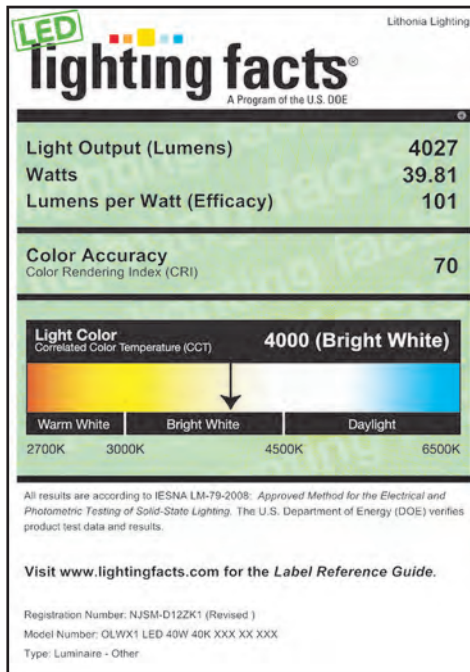 Lithonia Lighting
LED
lighting facts®
A Program of the U.S. DOE
Light Output (Lumens) 4027
Watts 39.81
Lumens per Watt (Efficacy) 101
Color Accuracy 70
Color Rendering Index (CRI)
Light Color 4000 (Bright White)
Correlated Color Temperature (CCT)
Warm White Bright White Daylight
2700K 3000K 4500K 6500K
All results are according to IESNA LM-79-2008: Approved Method for the Electrical and
Photometric Testing of Solid-State Lighting. The U.S. Department of Energy (DOE) verifies
product test data and results.
Visit www.lightingfacts.com for the Label Reference Guide.
Registration Number: NJSM-D12ZK1 (Revised )
Model Number: OLWX1 LED 40W 40K XXX XX XXX
Type: Luminaire - Other